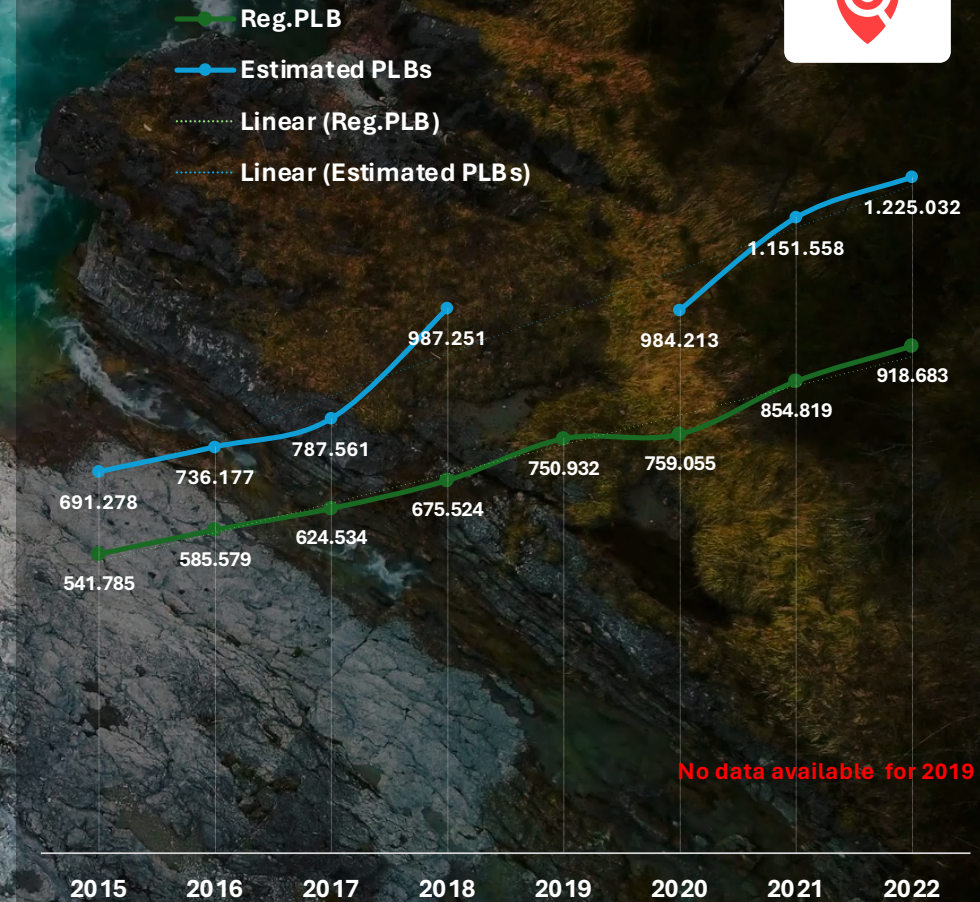 Reg.PLB
Estimated PLBs
Linear (Reg.PLB)
Linear (Estimated PLBs)
1.225.032
1.151.558
987.251
984.213
918.683
854.819
787.561
750.932
759.055
736.177
691.278
675.524
624.534
585.579
541.785
No data available for 2019
2015 2016 2017 2018 2019 2020 2021 2022